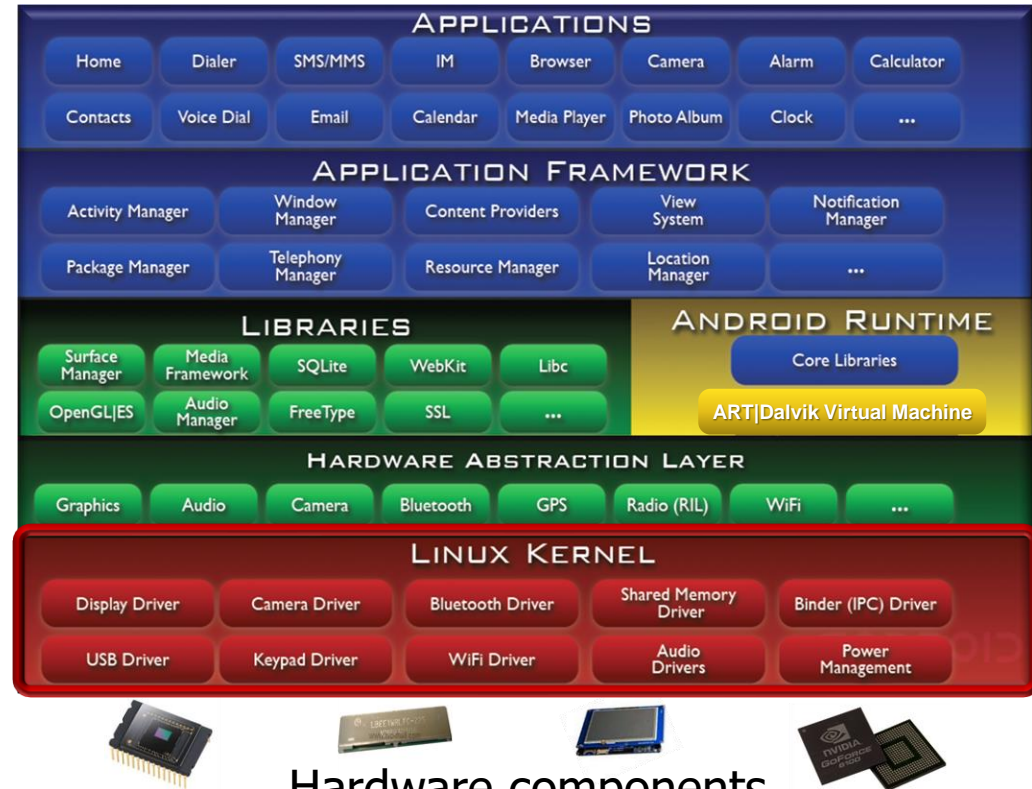 APPLICATIONS
Home Dialer SMS/MMS IM Browser Camera Alarm Calculator
Contacts Voice Dial Email Calendar Media Player Photo Album Clock ...
APPLICATION FRAMEWORK
Activity Manager
Window
Manager
Content Providers
View
System
Notification
Manager
Package Manager
Telephony
Manager
Resource Manager
Location
Manager
...
LIBRARIES
Surface
Manager
Media
Framework
SQLite
WebKit
Libc
OpenGL|ES
Audio
Manager
FreeType
SSL
...
ANDROID RUNTIME
Core Libraries
ART|Dalvik Virtual Machine
HARDWARE ABSTRACTION LAYER
Graphics Audio Camera Bluetooth GPS Radio (RIL) WiFi ...
LINUX KERNEL
Display Driver
Camera Driver
Bluetooth Driver
Shared Memory
Driver
Binder (IPC) Driver
USB Driver
Keypad Driver
WiFi Driver
Audio
Drivers
Power
Management
NVIDIA
GEFORCE
6100
Hardware components